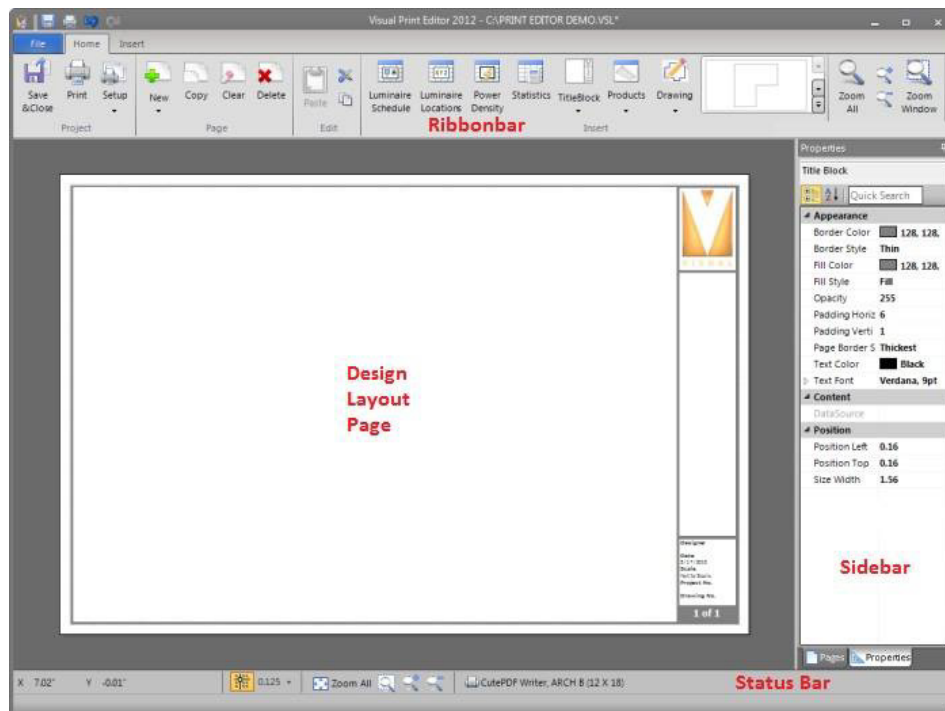 Visual Print Editor 2012 - C:\PRINT EDITOR DEMO.VSL*
File Home Insert
Save &Close
Print
Setup
New
Copy
Clear
Delete
Paste
Luminaire Schedule
Luminaire Locations
Power Density
Statistics
TitleBlock
Products
Drawing
Zoom All
Zoom Window
Project Page Edit Insert
Ribbonbar
Properties
Title Block
Quick Search
Appearance
Border Color 128, 128,
Border Style Thin
Fill Color 128, 128,
Fill Style Fill
Opacity 255
Padding Horiz 6
Padding Verti 1
Page Border S Thickest
Text Color Black
Text Font Verdana, 9pt
Content
DataSource
Position
Position Left 0.16
Position Top 0.16
Size Width 1.56
VISUAL
Design
Layout
Page
Designer
Date
Scale
Not to Scale
Project No.
Drawing No.
1 of 1
Sidebar
Pages Properties
X 7.02" Y -0.01" 0.125 Zoom All CutePDF Writer, ARCH B (12 X 18)
Status Bar